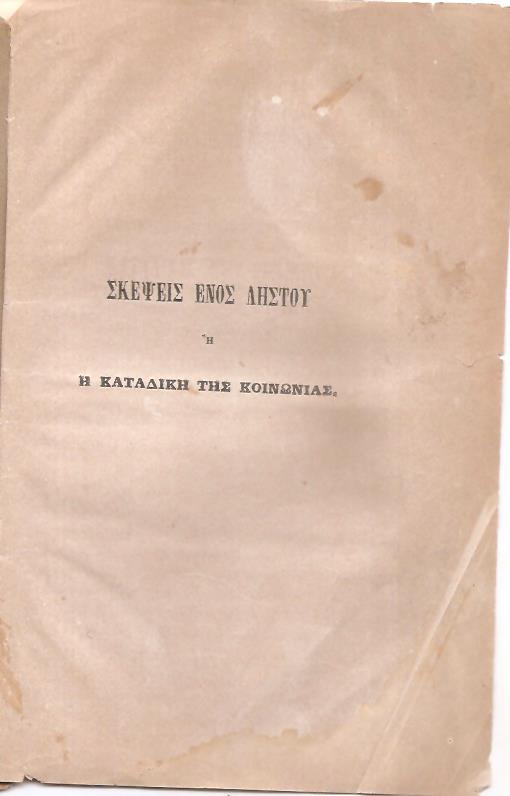 ΣΚΕΨΕΙΣ ΕΝΟΣ ΛΗΣΤΟΥ
Ἢ
Η ΚΑΤΑΔΙΚΗ ΤΗΣ ΚΟΙΝΩΝΙΑΣ.